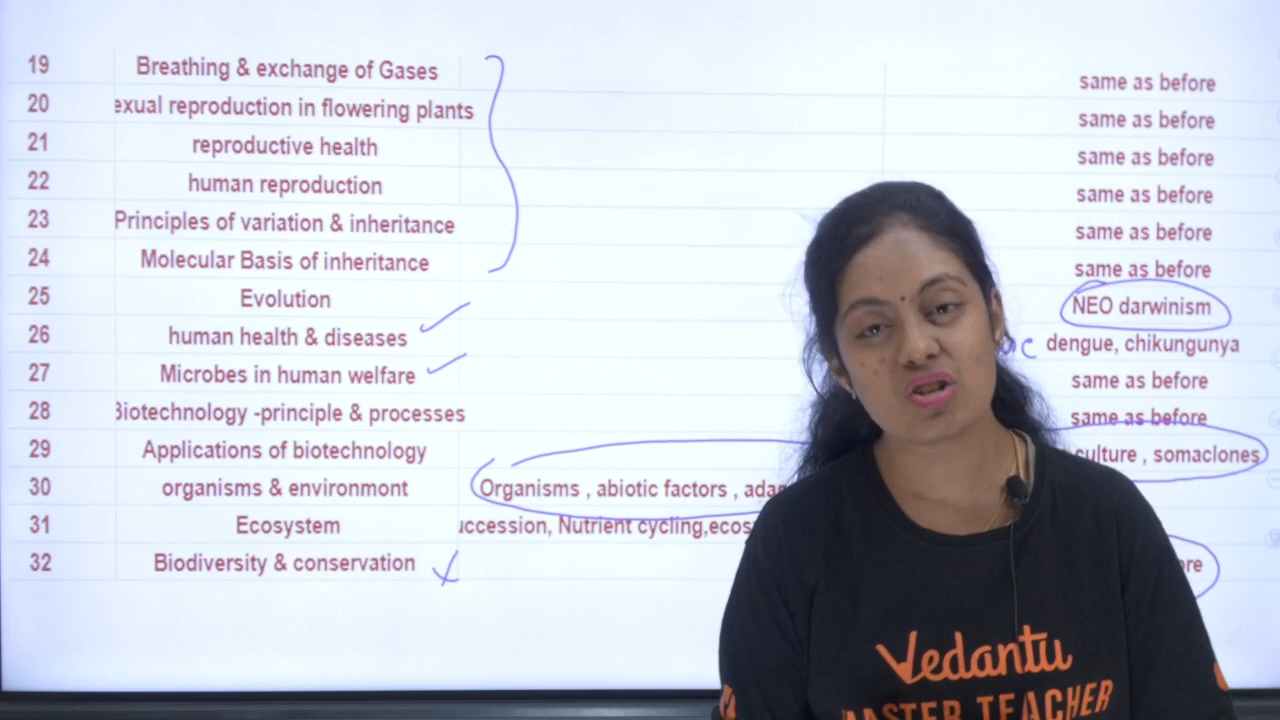 19 Breathing & exchange of Gases same as before
20 exual reproduction in flowering plants same as before
21 reproductive health same as before
22 human reproduction same as before
23 Principles of variation & inheritance same as before
24 Molecular Basis of inheritance same as before
25 Evolution NEO darwinism
26 human health & diseases dengue, chikungunya
27 Microbes in human welfare same as before
28 Biotechnology -principle & processes same as before
29 Applications of biotechnology culture , somaclones
30 organisms & environmont Organisms , abiotic factors ,
31 Ecosystem uccession, Nutrient cycling,
32 Biodiversity & conservation
Vedantu
MASTER TEACHER